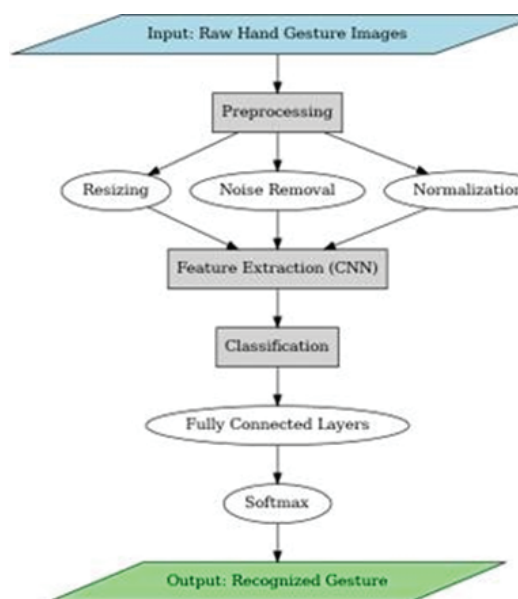 Input: Raw Hand Gesture Images
Preprocessing
Resizing
Noise Removal
Normalization
Feature Extraction (CNN)
Classification
Fully Connected Layers
Softmax
Output: Recognized Gesture